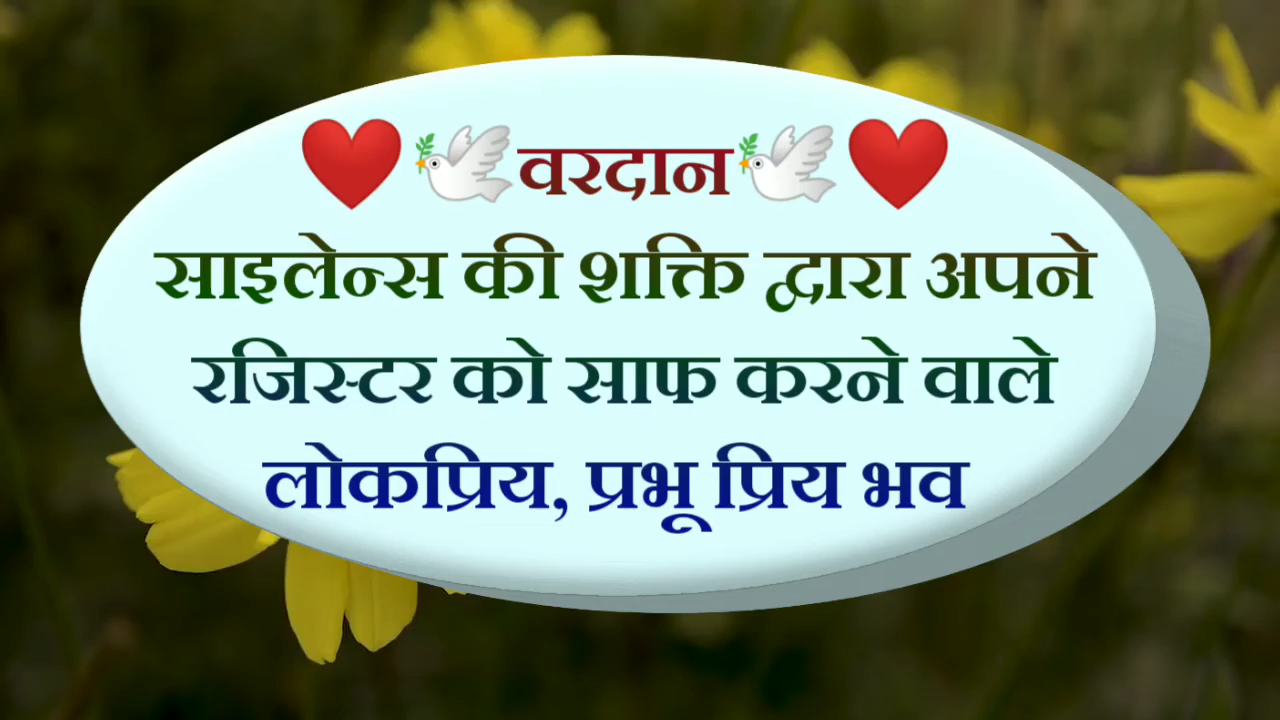 ❤️🕊️वरदान🕊️❤️
साइलेन्स की शक्ति द्वारा अपने
रजिस्टर को साफ करने वाले
लोकप्रिय, प्रभू प्रिय भव